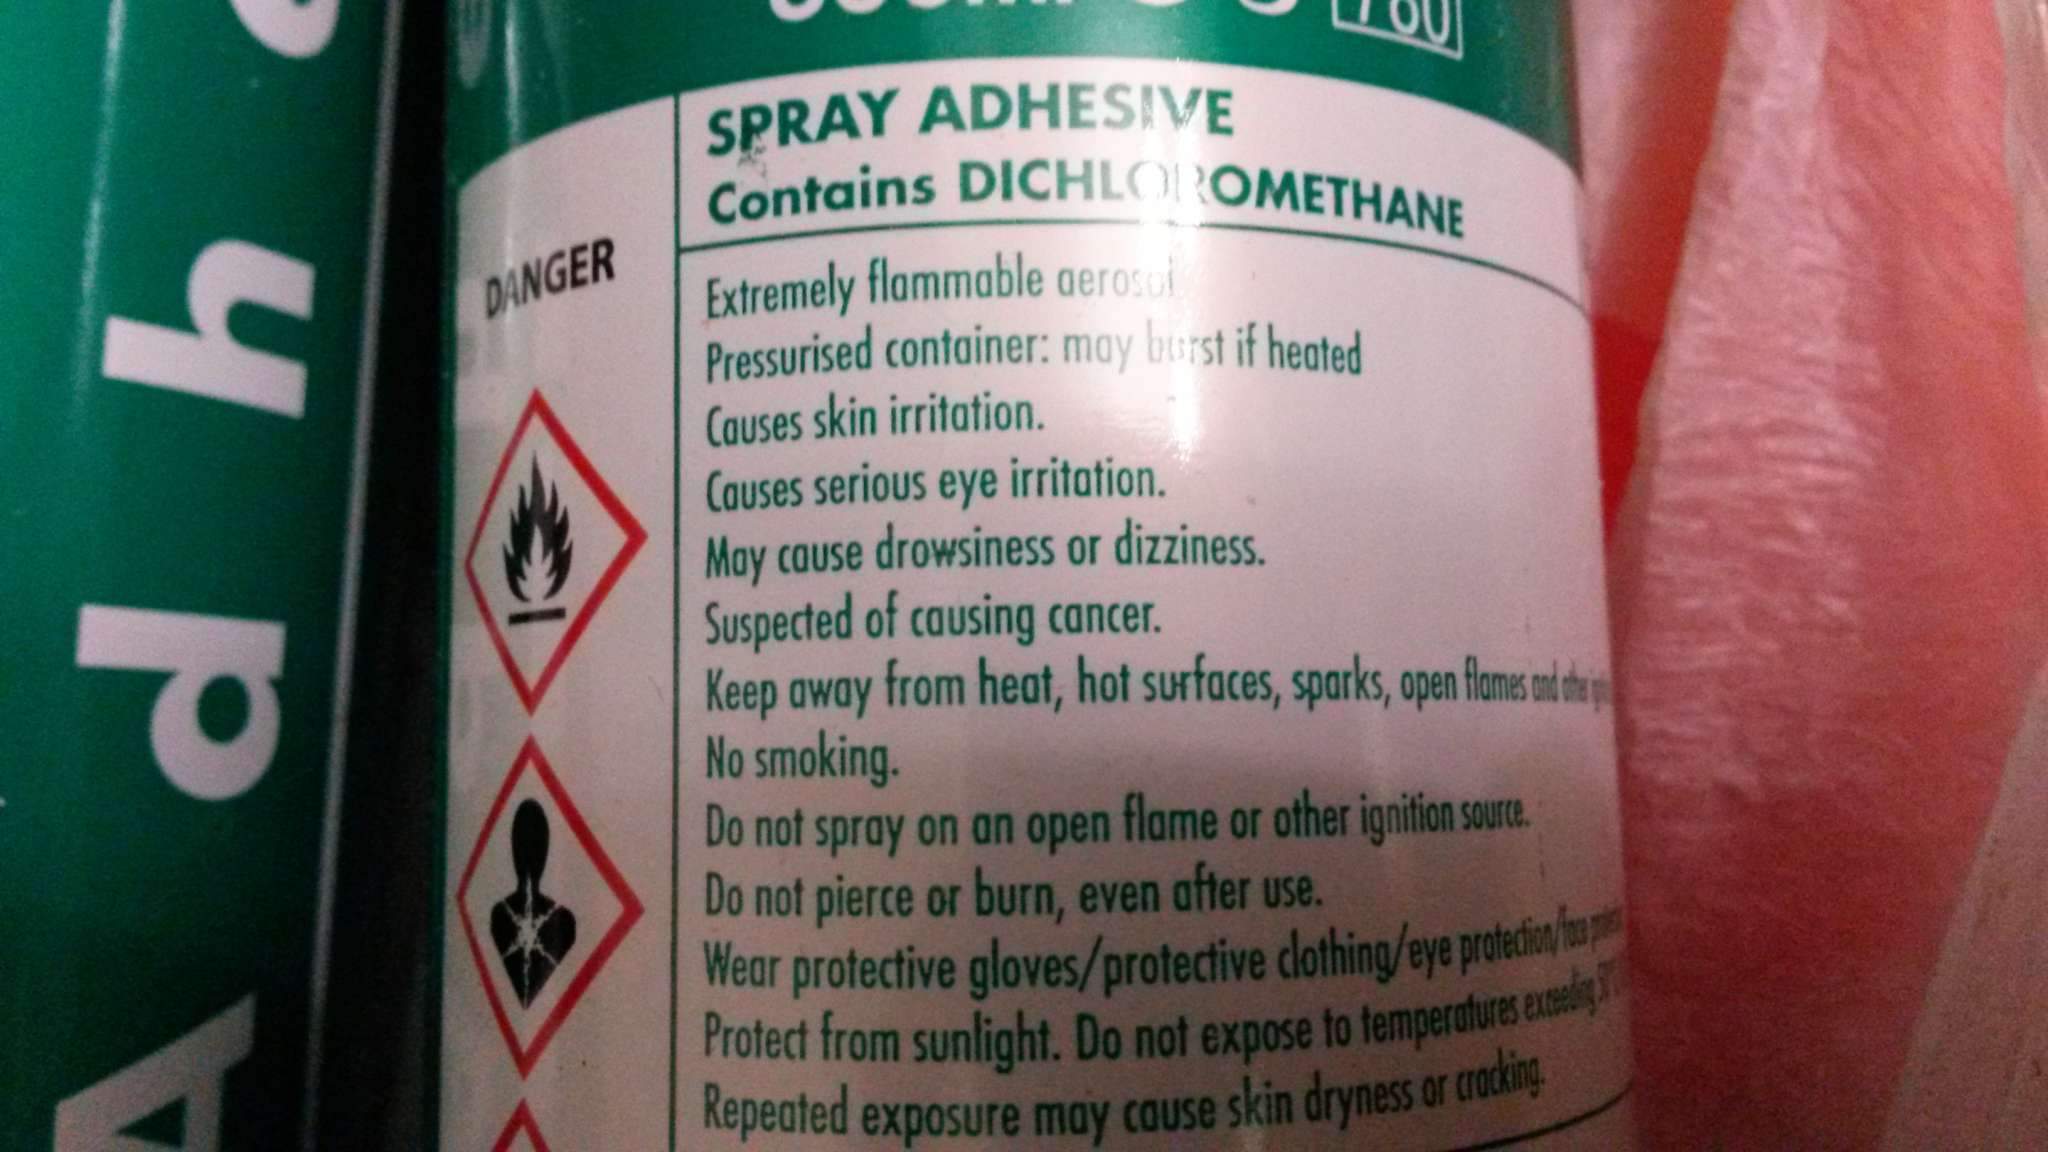 Adh
760
SPRAY ADHESIVE
Contains DICHLOROMETHANE
DANGER
Extremely flammable aerosol
Pressurised container: may burst if heated
Causes skin irritation.
Causes serious eye irritation.
May cause drowsiness or dizziness.
Suspected of causing cancer.
Keep away from heat, hot surfaces, sparks, open flames and other
No smoking.
Do not spray on an open flame or other ignition source.
Do not pierce or burn, even after use.
Wear protective gloves/protective clothing/eye protection/face
Protect from sunlight. Do not expose to temperatures exceeding 50°C
Repeated exposure may cause skin dryness or cracking.